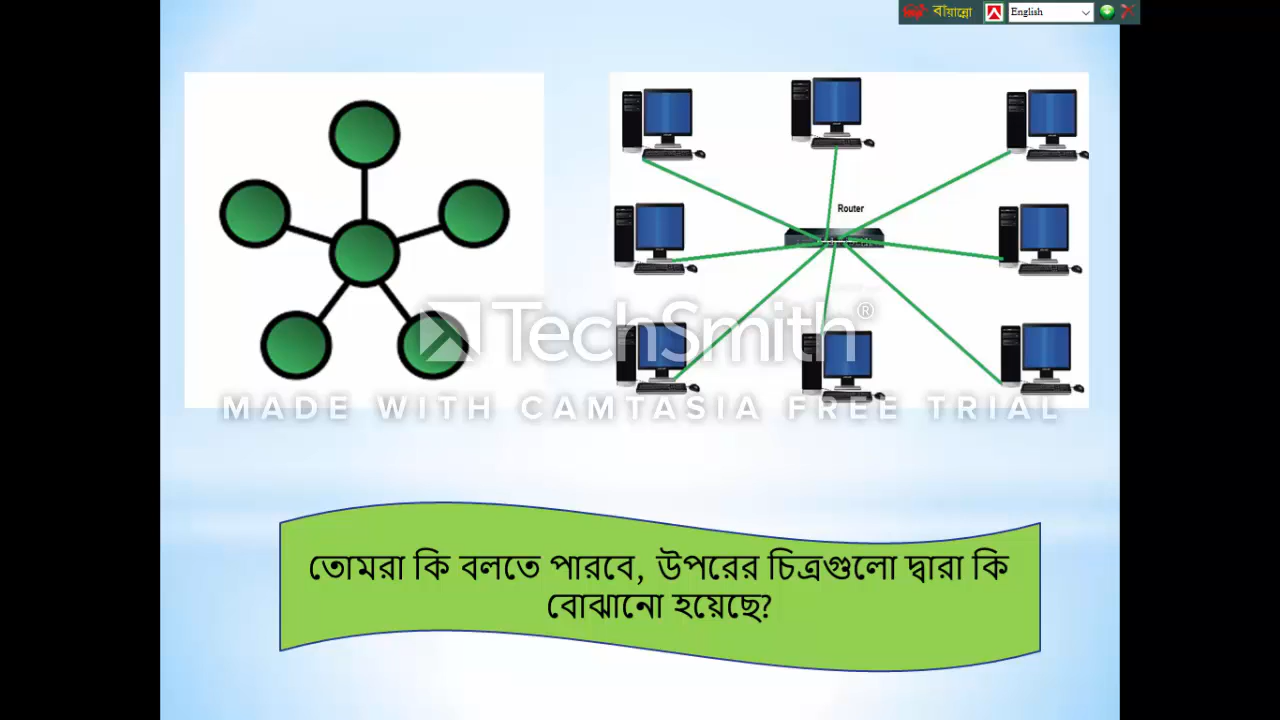 বায়ান্নো English
Router
TechSmith®
MADE WITH CAMTASIA FREE TRIAL
তোমরা কি বলতে পারবে, উপরের চিত্রগুলো দ্বারা কি
বোঝানো হয়েছে?